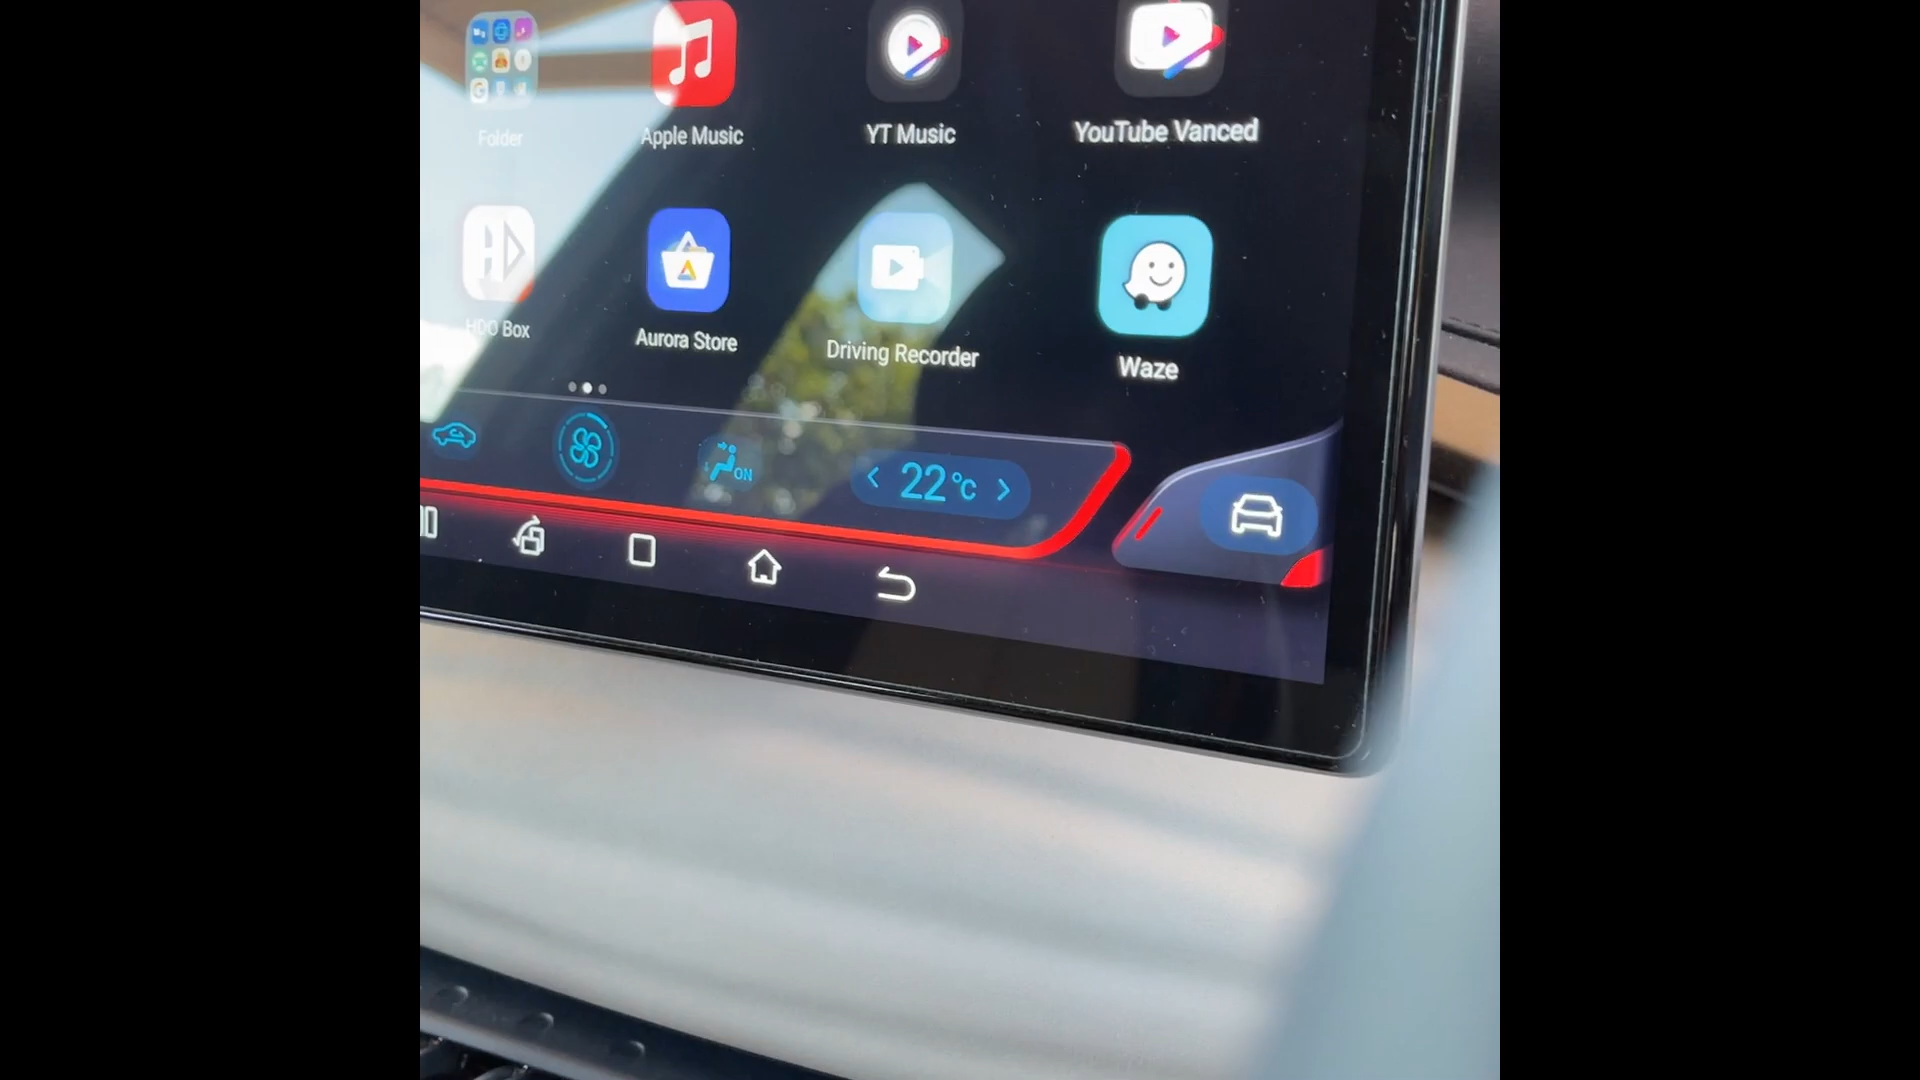 Folder
Apple Music
YT Music
YouTube Vanced
HDO Box
Aurora Store
Driving Recorder
Waze
ON
22°C